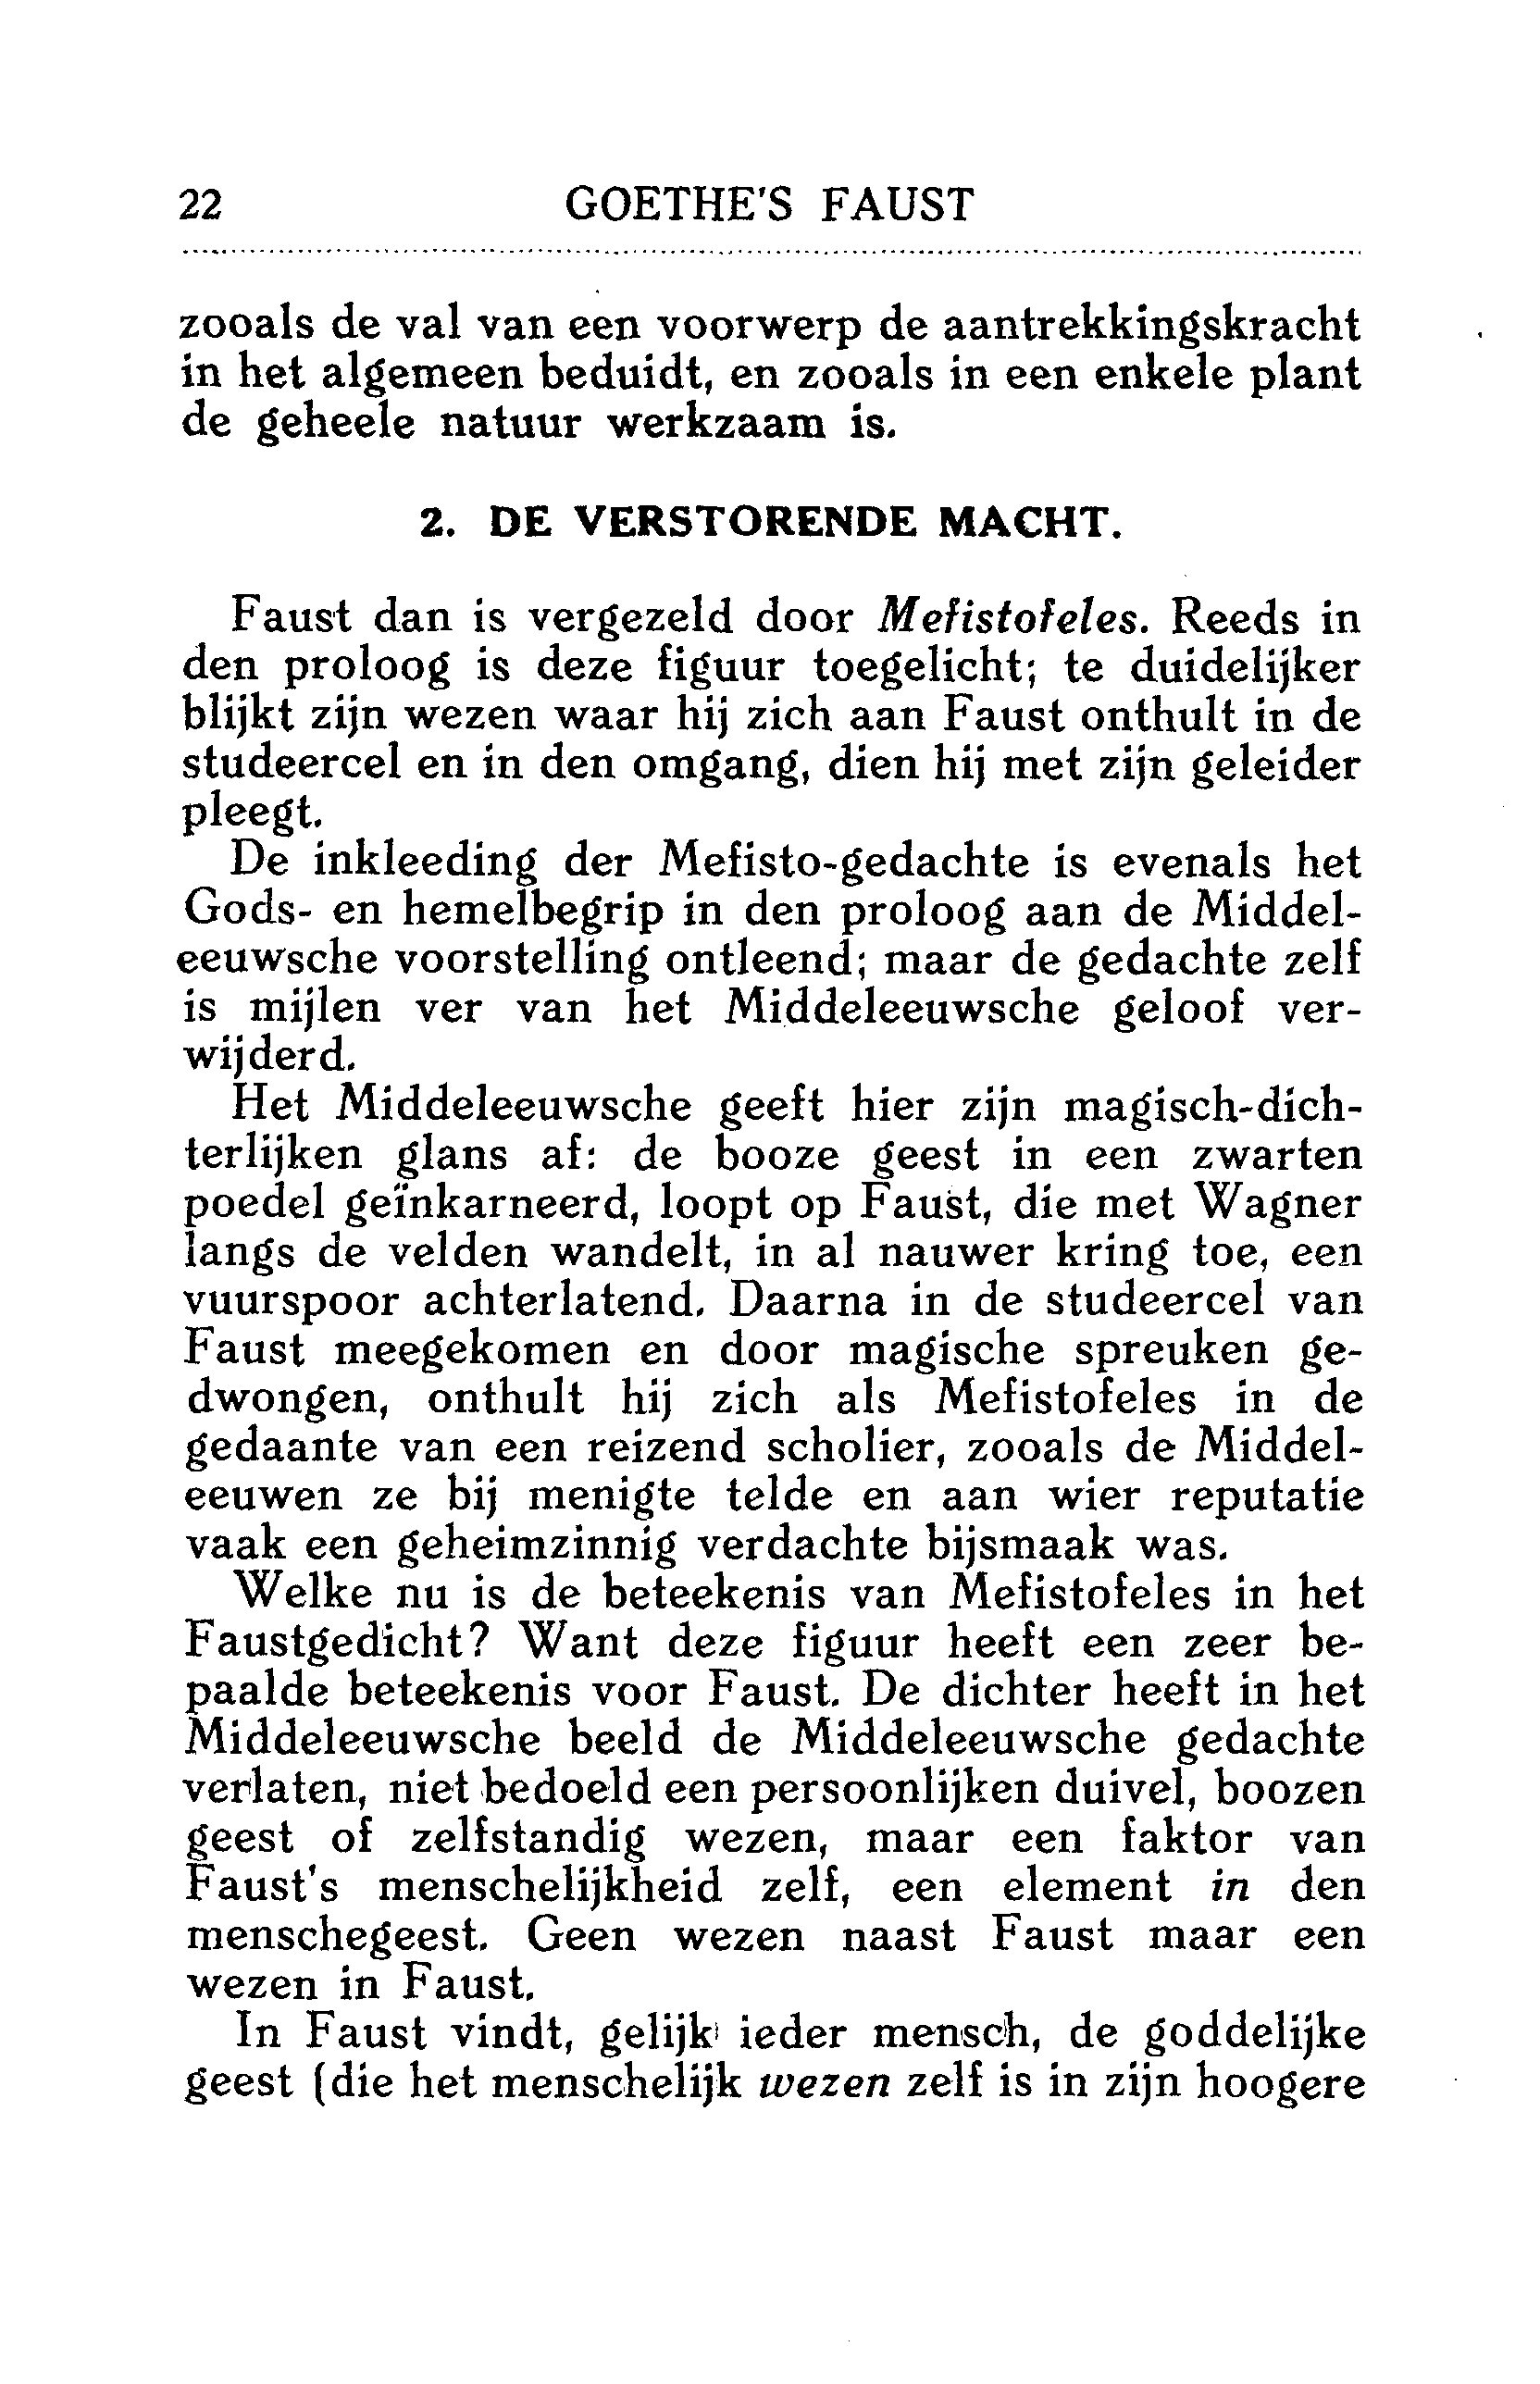 22 GOETHE'S FAUST
zooals de val van een voorwerp de aantrekkingskracht
in het algemeen beduidt, en zooals in een enkele plant
de geheele natuur werkzaam is.
2. DE VERSTORENDE MACHT.
Faust dan is vergezeld door Mefistofeles. Reeds in
den proloog is deze figuur toegelicht; te duidelijker
blijkt zijn wezen waar hij zich aan Faust onthult in de
studeercel en in den omgang, dien hij met zijn geleider
pleegt.
De inkleeding der Mefisto-gedachte is evenals het
Gods- en hemelbegrip in den proloog aan de Middel-
eeuwsche voorstelling ontleend; maar de gedachte zelf
is mijlen ver van het Middeleeuwsche geloof ver-
wijderd.
Het Middeleeuwsche geeft hier zijn magisch-dich-
terlijken glans af: de booze geest in een zwarten
poedel geïnkarneerd, loopt op Faust, die met Wagner
langs de velden wandelt, in al nauwer kring toe, een
vuurspoor achterlatend. Daarna in de studeercel van
Faust meegekomen en door magische spreuken ge-
dwongen, onthult hij zich als Mefistofeles in de
gedaante van een reizend scholier, zooals de Middel-
eeuwen ze bij menigte telde en aan wier reputatie
vaak een geheimzinnig verdachte bijsmaak was.
Welke nu is de beteekenis van Mefistofeles in het
Faustgedicht? Want deze figuur heeft een zeer be-
paalde beteekenis voor Faust. De dichter heeft in het
Middeleeuwsche beeld de Middeleeuwsche gedachte
verlaten, niet bedoeld een persoonlijken duivel, boozen
geest of zelfstandig wezen, maar een faktor van
Faust's menschelijkheid zelf, een element in den
menschegeest. Geen wezen naast Faust maar een
wezen in Faust.
In Faust vindt, gelijk ieder mensch, de goddelijke
geest (die het menschelijk wezen zelf is in zijn hoogere